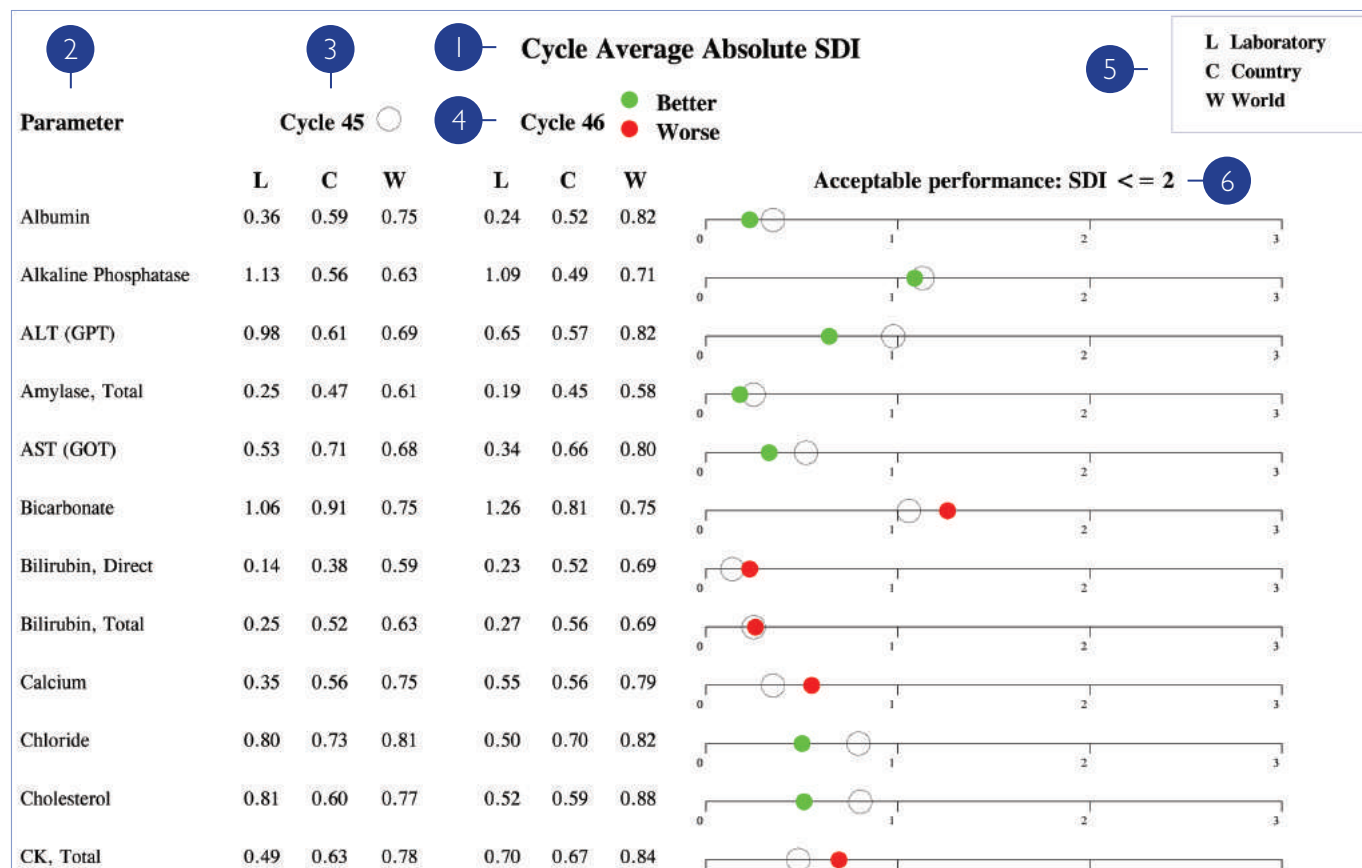 2 3 1 Cycle Average Absolute SDI
5 L Laboratory
C Country
W World
Parameter Cycle 45 4 Cycle 46 Better
Worse
L C W L C W Acceptable performance: SDI < = 2 6
Albumin 0.36 0.59 0.75 0.24 0.52 0.82
0 1 2 3
Alkaline Phosphatase 1.13 0.56 0.63 1.09 0.49 0.71
0 1 2 3
ALT (GPT) 0.98 0.61 0.69 0.65 0.57 0.82
0 1 2 3
Amylase, Total 0.25 0.47 0.61 0.19 0.45 0.58
0 1 2 3
AST (GOT) 0.53 0.71 0.68 0.34 0.66 0.80
0 1 2 3
Bicarbonate 1.06 0.91 0.75 1.26 0.81 0.75
0 1 2 3
Bilirubin, Direct 0.14 0.38 0.59 0.23 0.52 0.69
0 1 2 3
Bilirubin, Total 0.25 0.52 0.63 0.27 0.56 0.69
0 1 2 3
Calcium 0.35 0.56 0.75 0.55 0.56 0.79
0 1 2 3
Chloride 0.80 0.73 0.81 0.50 0.70 0.82
0 1 2 3
Cholesterol 0.81 0.60 0.77 0.52 0.59 0.88
0 1 2 3
CK, Total 0.49 0.63 0.78 0.70 0.67 0.84